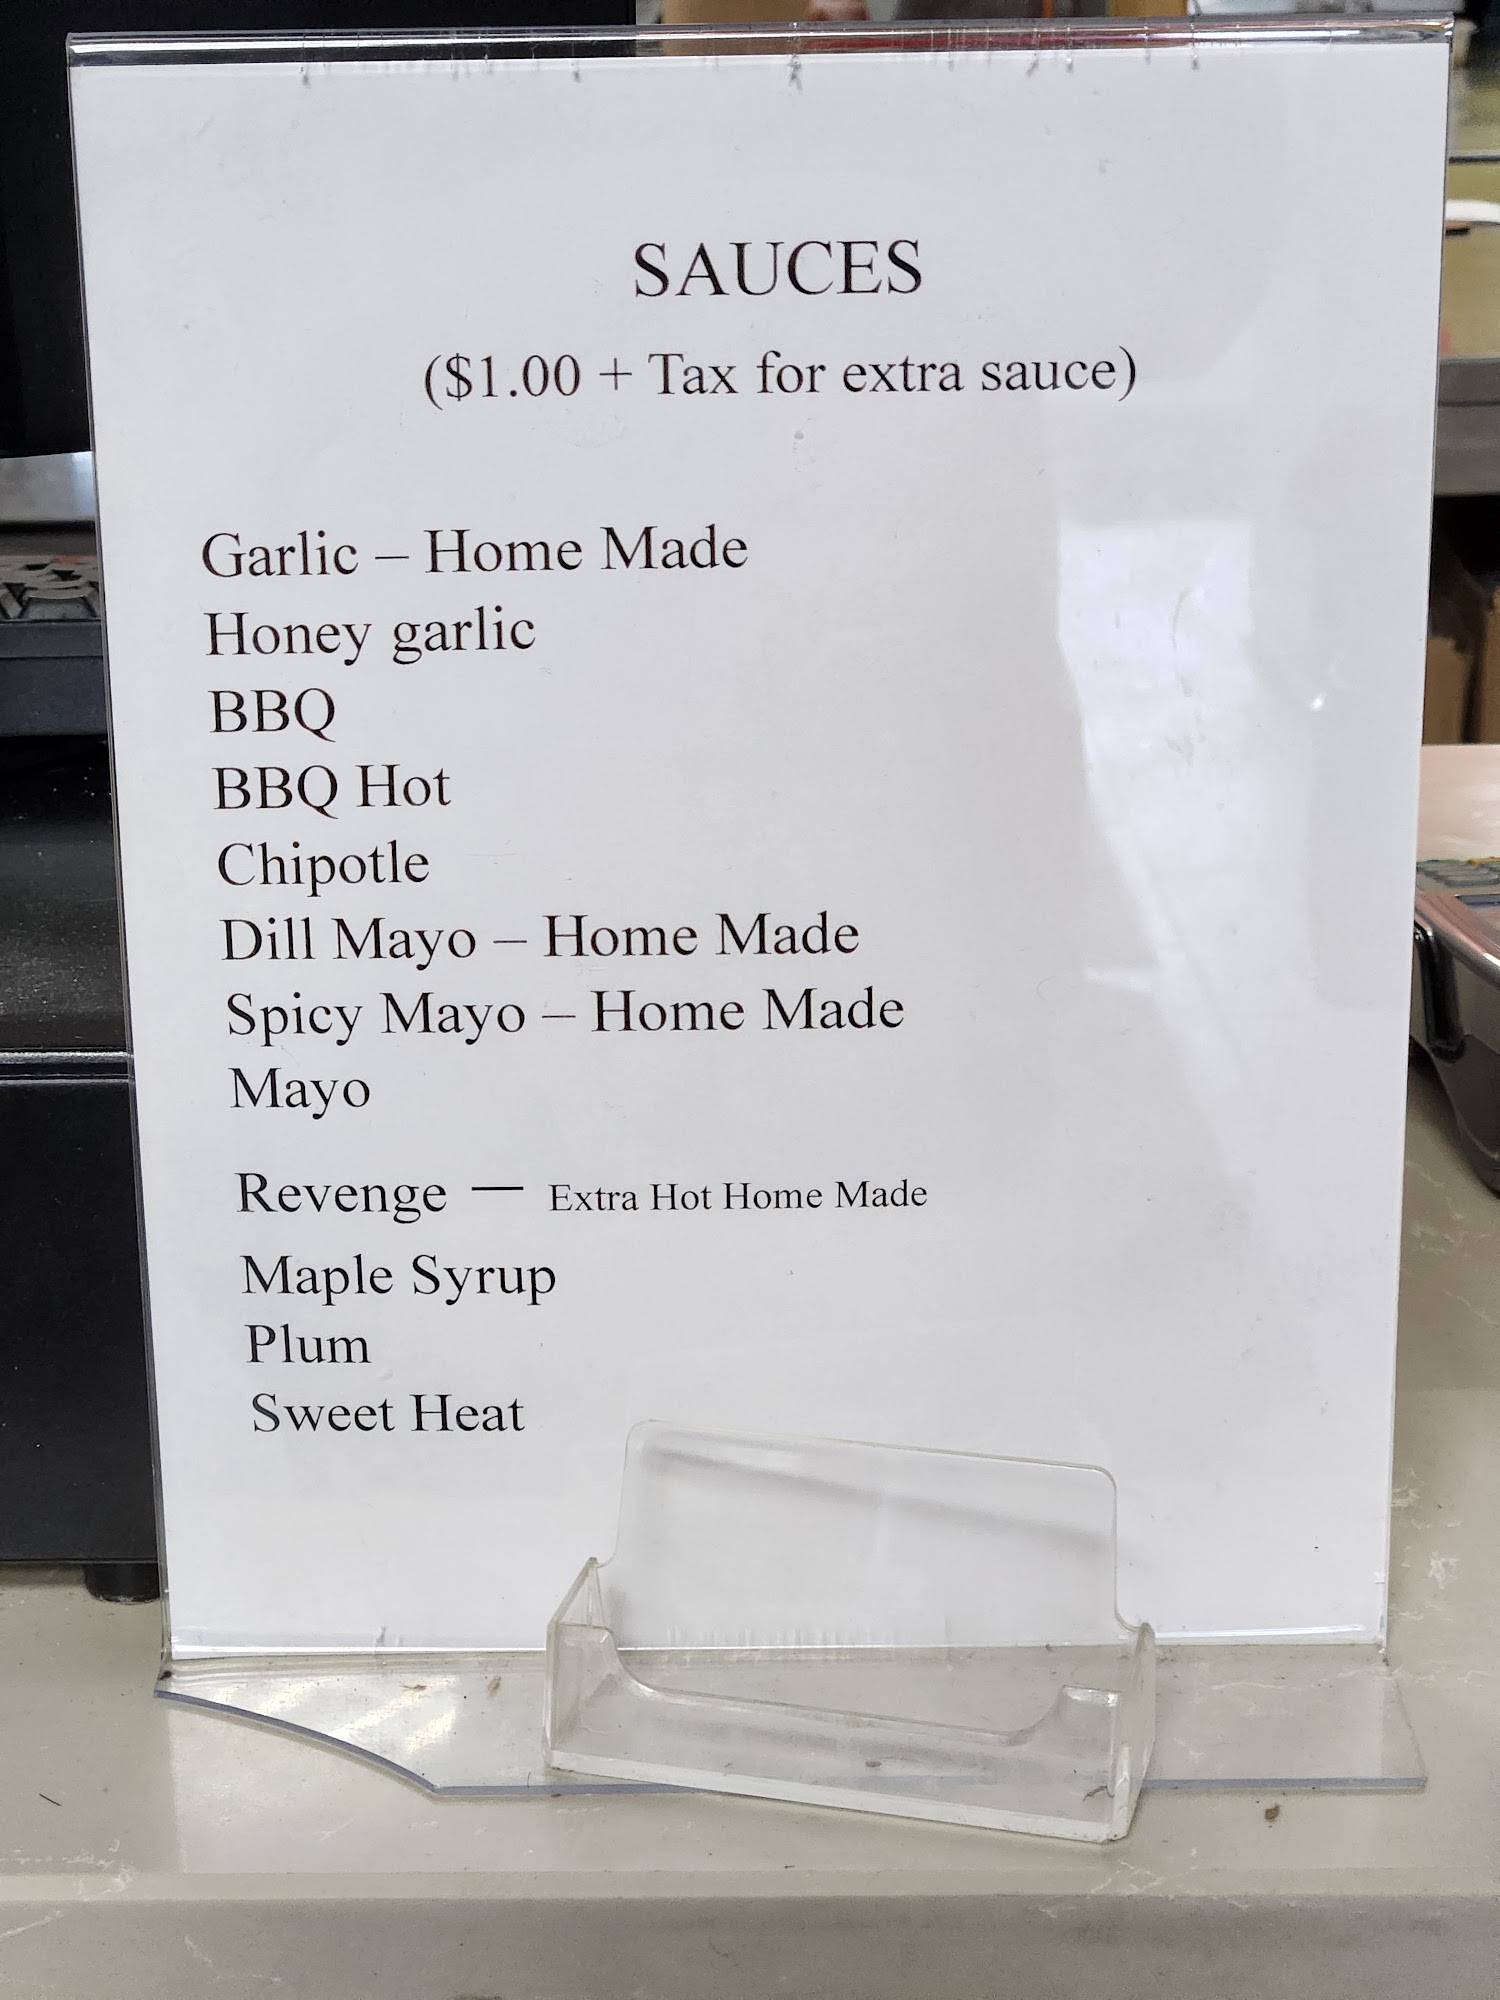 SAUCES
($1.00 + Tax for extra sauce)
Garlic – Home Made
Honey garlic
BBQ
BBQ Hot
Chipotle
Dill Mayo – Home Made
Spicy Mayo – Home Made
Mayo
Revenge — Extra Hot Home Made
Maple Syrup
Plum
Sweet Heat